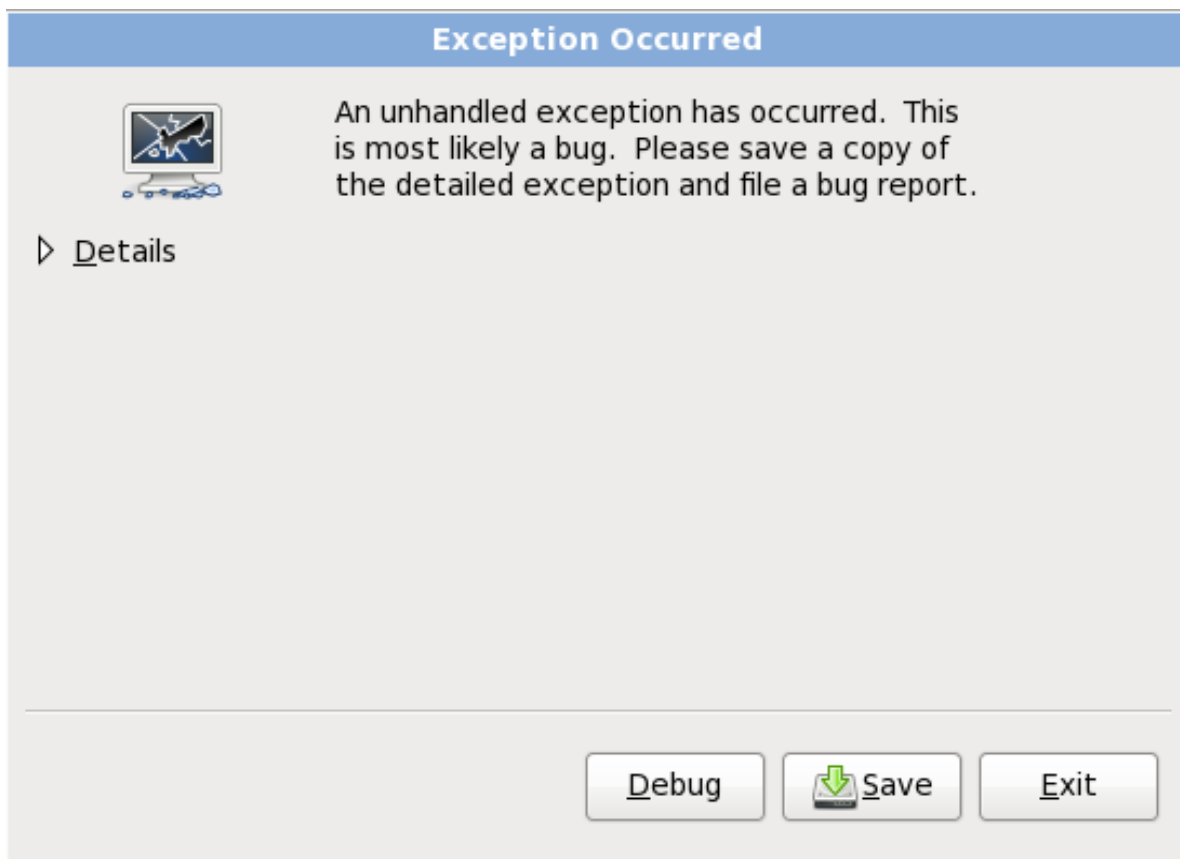 Exception Occurred
An unhandled exception has occurred.  This
is most likely a bug.  Please save a copy of
the detailed exception and file a bug report.
Details
Debug
Save
Exit